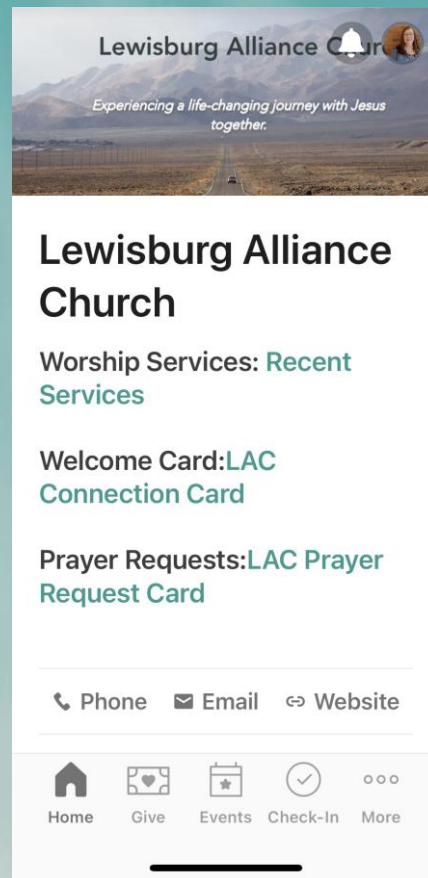 Lewisburg Alliance Church
Experiencing a life-changing journey with Jesus
together.
Lewisburg Alliance
Church
Worship Services: Recent
Services
Welcome Card:LAC
Connection Card
Prayer Requests:LAC Prayer
Request Card
Phone Email Website
Home Give Events Check-In More